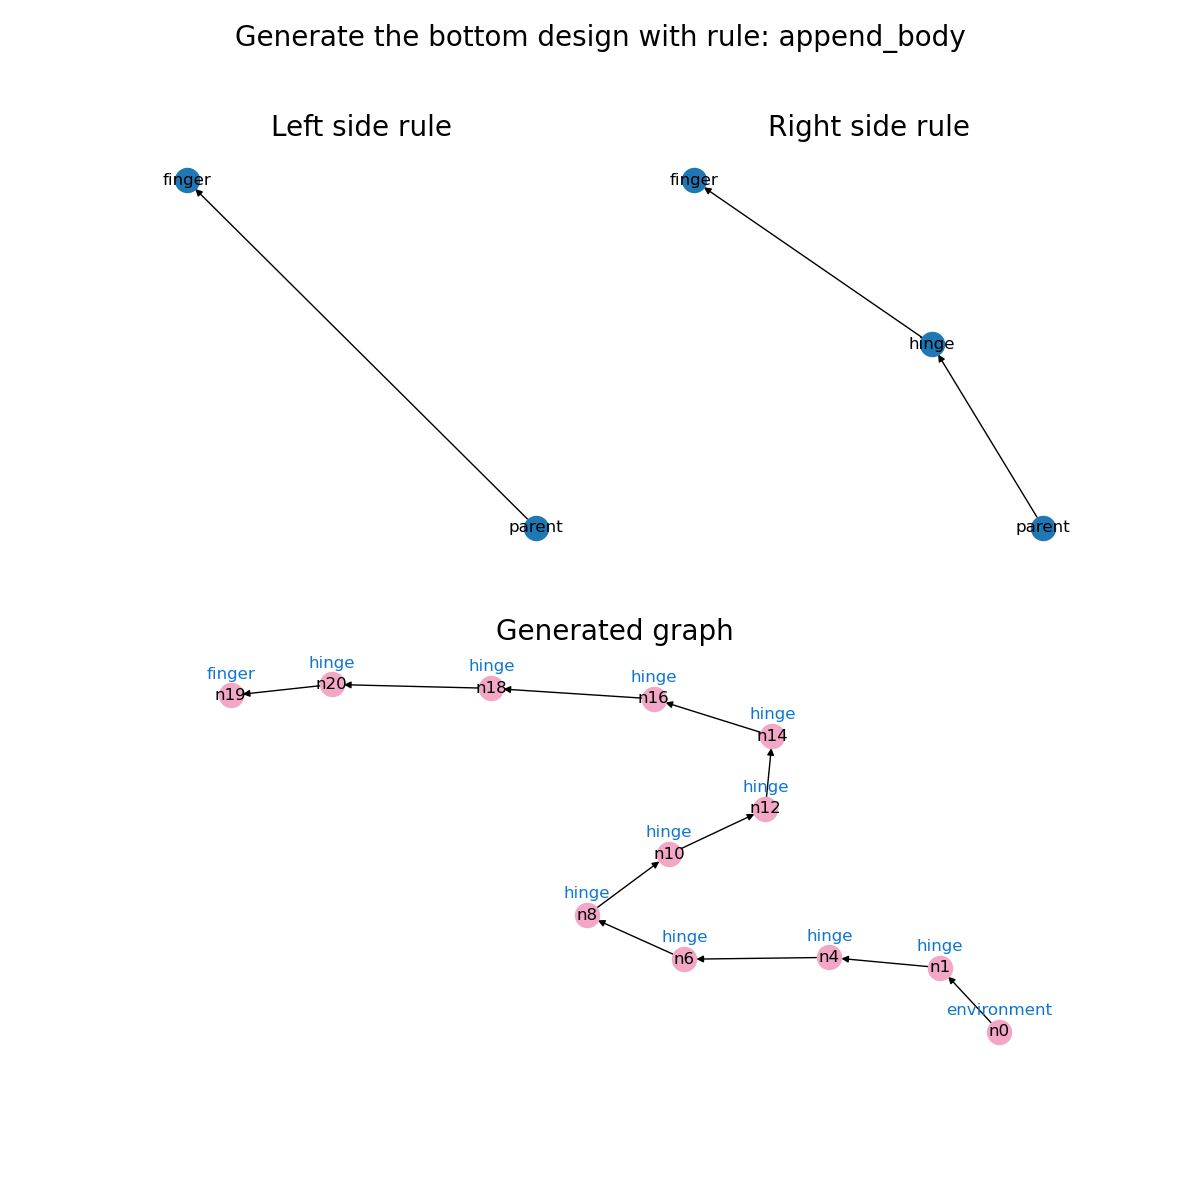 Generate the bottom design with rule: append_body
Left side rule
Right side rule
finger
finger
hinge
parent
parent
Generated graph
hinge
hinge
finger
hinge
n20
n18
n19
n16
hinge
n14
hinge
n12
hinge
n10
hinge
n8
hinge
hinge
hinge
n4
n6
n1
environment
n0